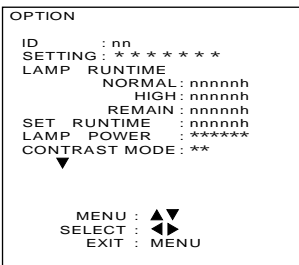 OPTION
ID : nn
SETTING : * * * * * * *
LAMP RUNTIME
NORMAL : nnnnnh
HIGH : nnnnnh
REMAIN : nnnnnh
SET RUNTIME : nnnnnh
LAMP POWER : ******
CONTRAST MODE : **
▼
MENU : ▲▼
SELECT : ◀▶
EXIT : MENU